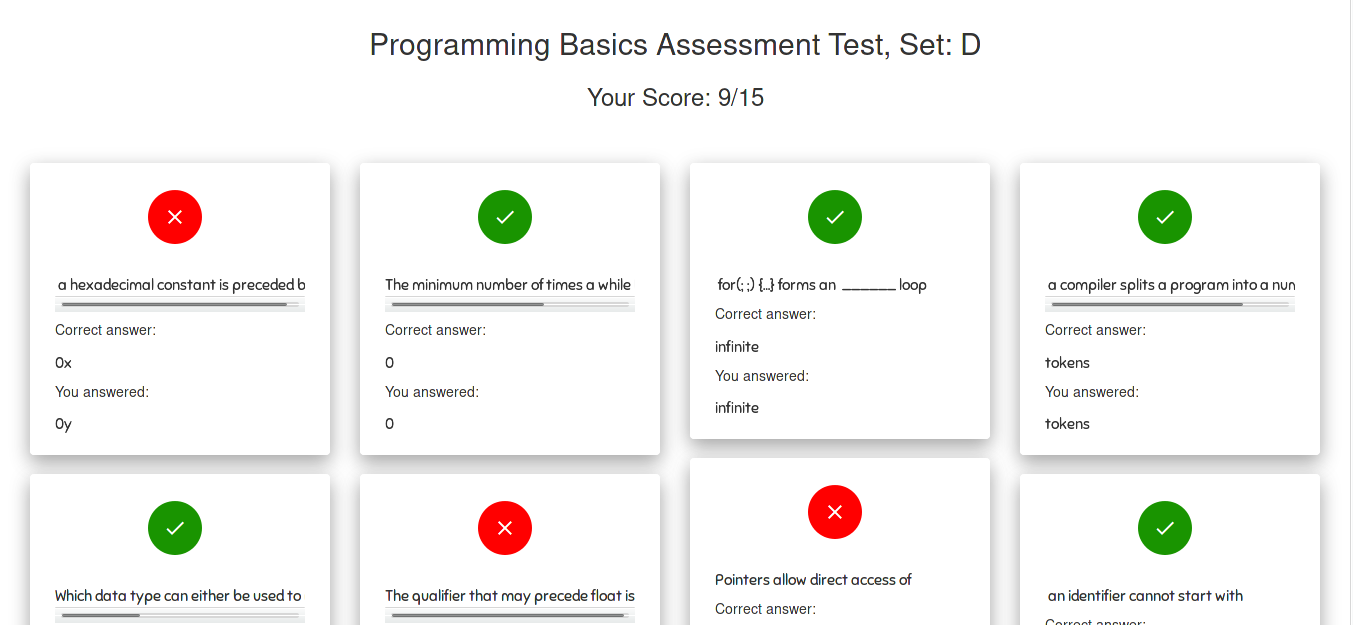 Programming Basics Assessment Test, Set: D
Your Score: 9/15
a hexadecimal constant is preceded b
Correct answer:
0x
You answered:
0y
The minimum number of times a while
Correct answer:
0
You answered:
0
for(; ;) {...} forms an ______ loop
Correct answer:
infinite
You answered:
infinite
a compiler splits a program into a num
Correct answer:
tokens
You answered:
tokens
Which data type can either be used to
The qualifier that may precede float is
Pointers allow direct access of
Correct answer:
an identifier cannot start with
Correct answer: